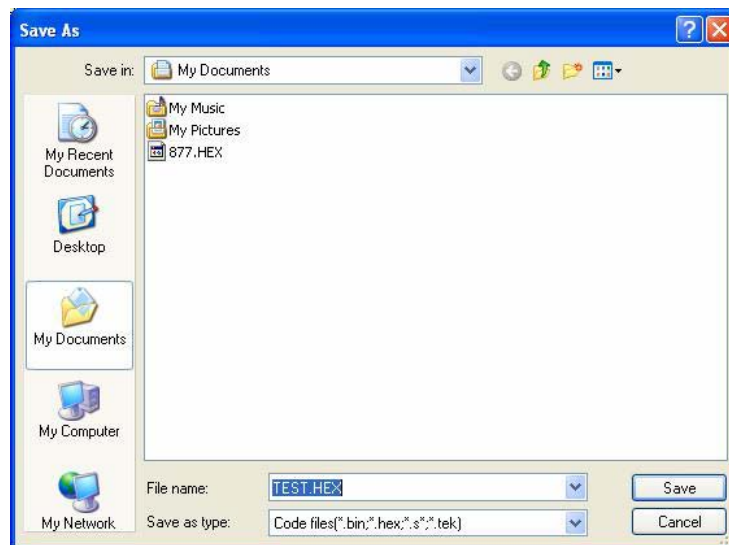 Save As
Save in:
My Documents
My Recent
Documents
Desktop
My Documents
My Computer
My Network
My Music
My Pictures
877.HEX
File name:
TEST.HEX
Save
Save as type:
Code files(*.bin;*.hex;*.s*;*.tek)
Cancel